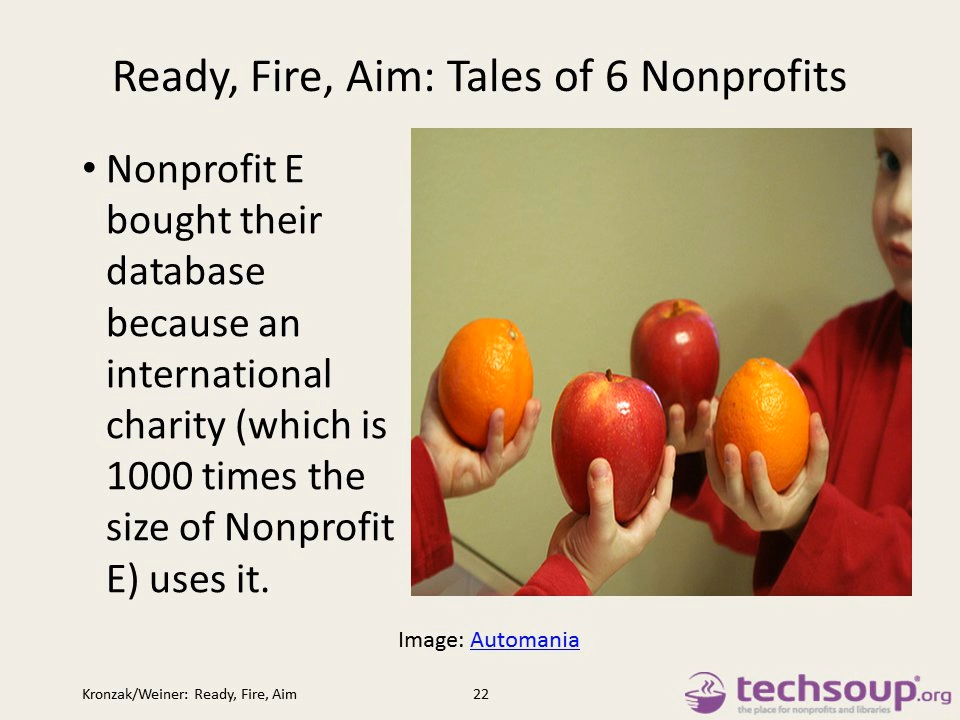 Ready, Fire, Aim: Tales of 6 Nonprofits
• Nonprofit E
bought their
database
because an
international
charity (which is
1000 times the
size of Nonprofit
E) uses it.
Image: Automania
Kronzak/Weiner: Ready, Fire, Aim
22
techsoup®.org
the place for nonprofits and libraries